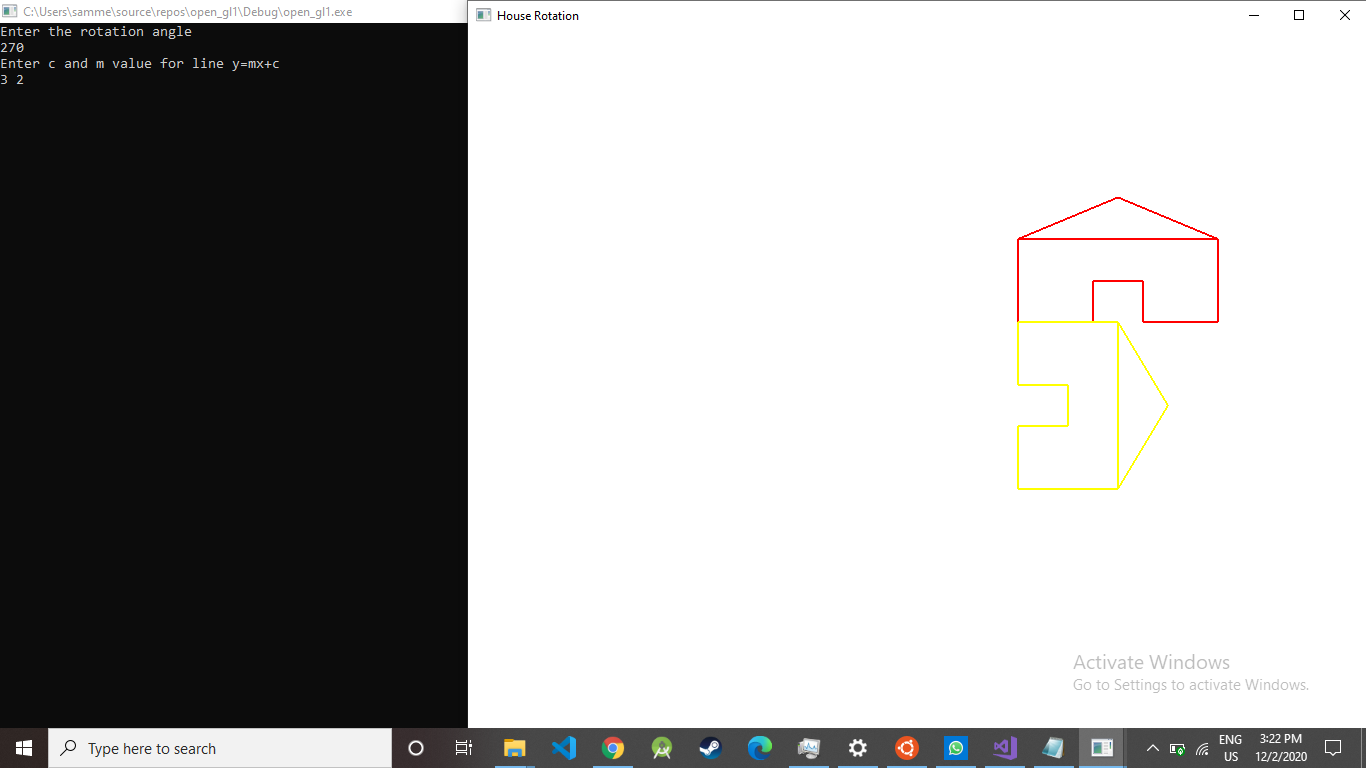 C:\Users\samme\source\repos\open_gl1\Debug\open_gl1.exe
Enter the rotation angle
270
Enter c and m value for line y=mx+c
3 2
House Rotation
Activate Windows
Go to Settings to activate Windows.
Type here to search
ENG
US
3:22 PM
12/2/2020